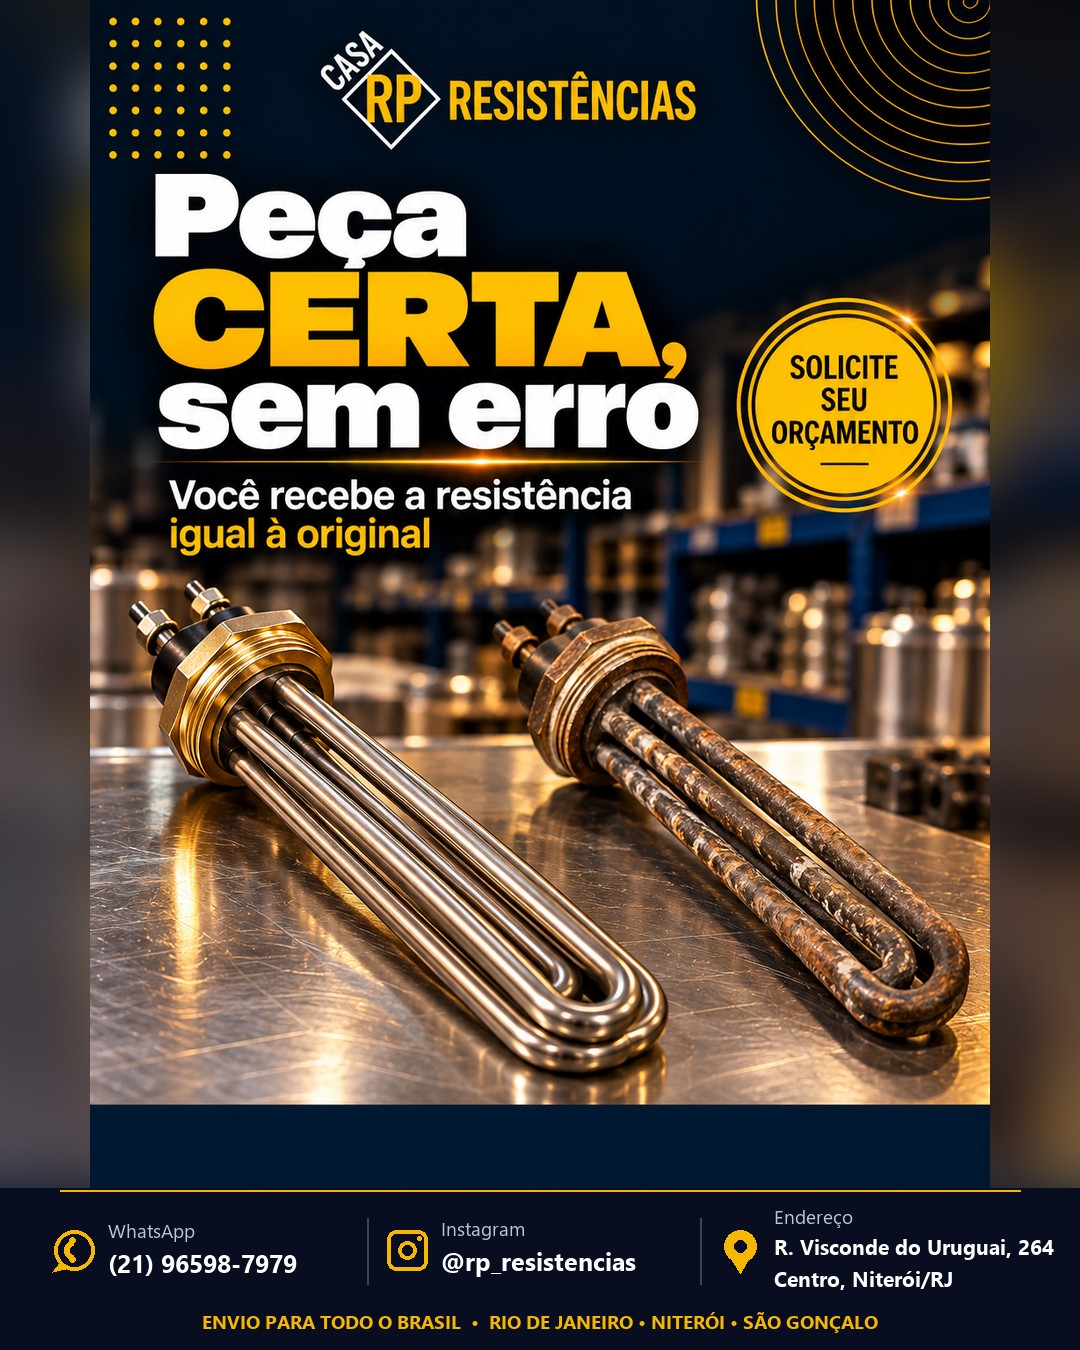 CASA
RP RESISTÊNCIAS
Peça
CERTA,
sem erro
SOLICITE
SEU
ORÇAMENTO
Você recebe a resistência
igual à original
WhatsApp
(21) 96598-7979
Instagram
@rp_resistencias
Endereço
R. Visconde do Uruguai, 264
Centro, Niterói/RJ
ENVIO PARA TODO O BRASIL • RIO DE JANEIRO • NITERÓI • SÃO GONÇALO